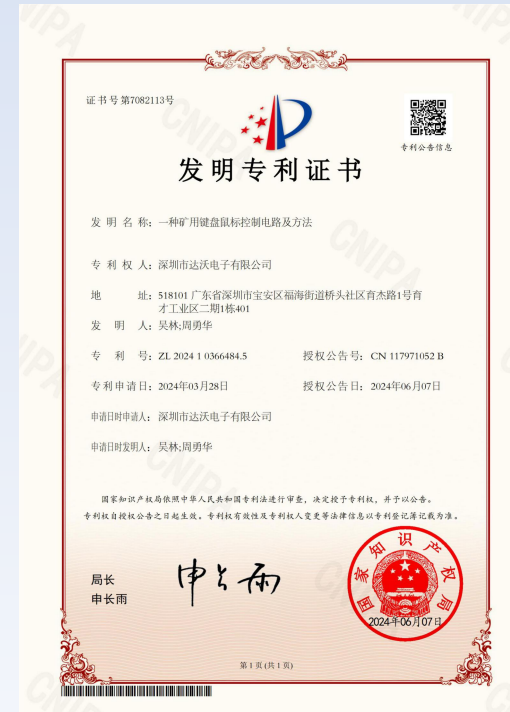 证书号第7082113号
专利公告信息
发明专利证书
发 明 名 称：一种矿用键盘鼠标控制电路及方法
专 利 权 人：深圳市达沃电子有限公司
地 址：518101 广东省深圳市宝安区福海街道桥头社区育杰路1号育
才工业区二期1栋401
发 明 人：吴林;周勇华
专 利 号：ZL 2024 1 0366484.5 授权公告号：CN 117971052 B
专利申请日：2024年03月28日 授权公告日：2024年06月07日
申请日时申请人：深圳市达沃电子有限公司
申请日时发明人：吴林;周勇华
国家知识产权局依照中华人民共和国专利法进行审查，决定授予专利权，并予以公告。
专利权自授权公告之日起生效。专利权有效性及专利权人变更等法律信息以专利登记簿记载为准。
局长
申长雨
申长雨
国家知识产权局
2024年06月07日
第 1 页 (共 1 页)
CNIPA
CNIPA
CNIPA